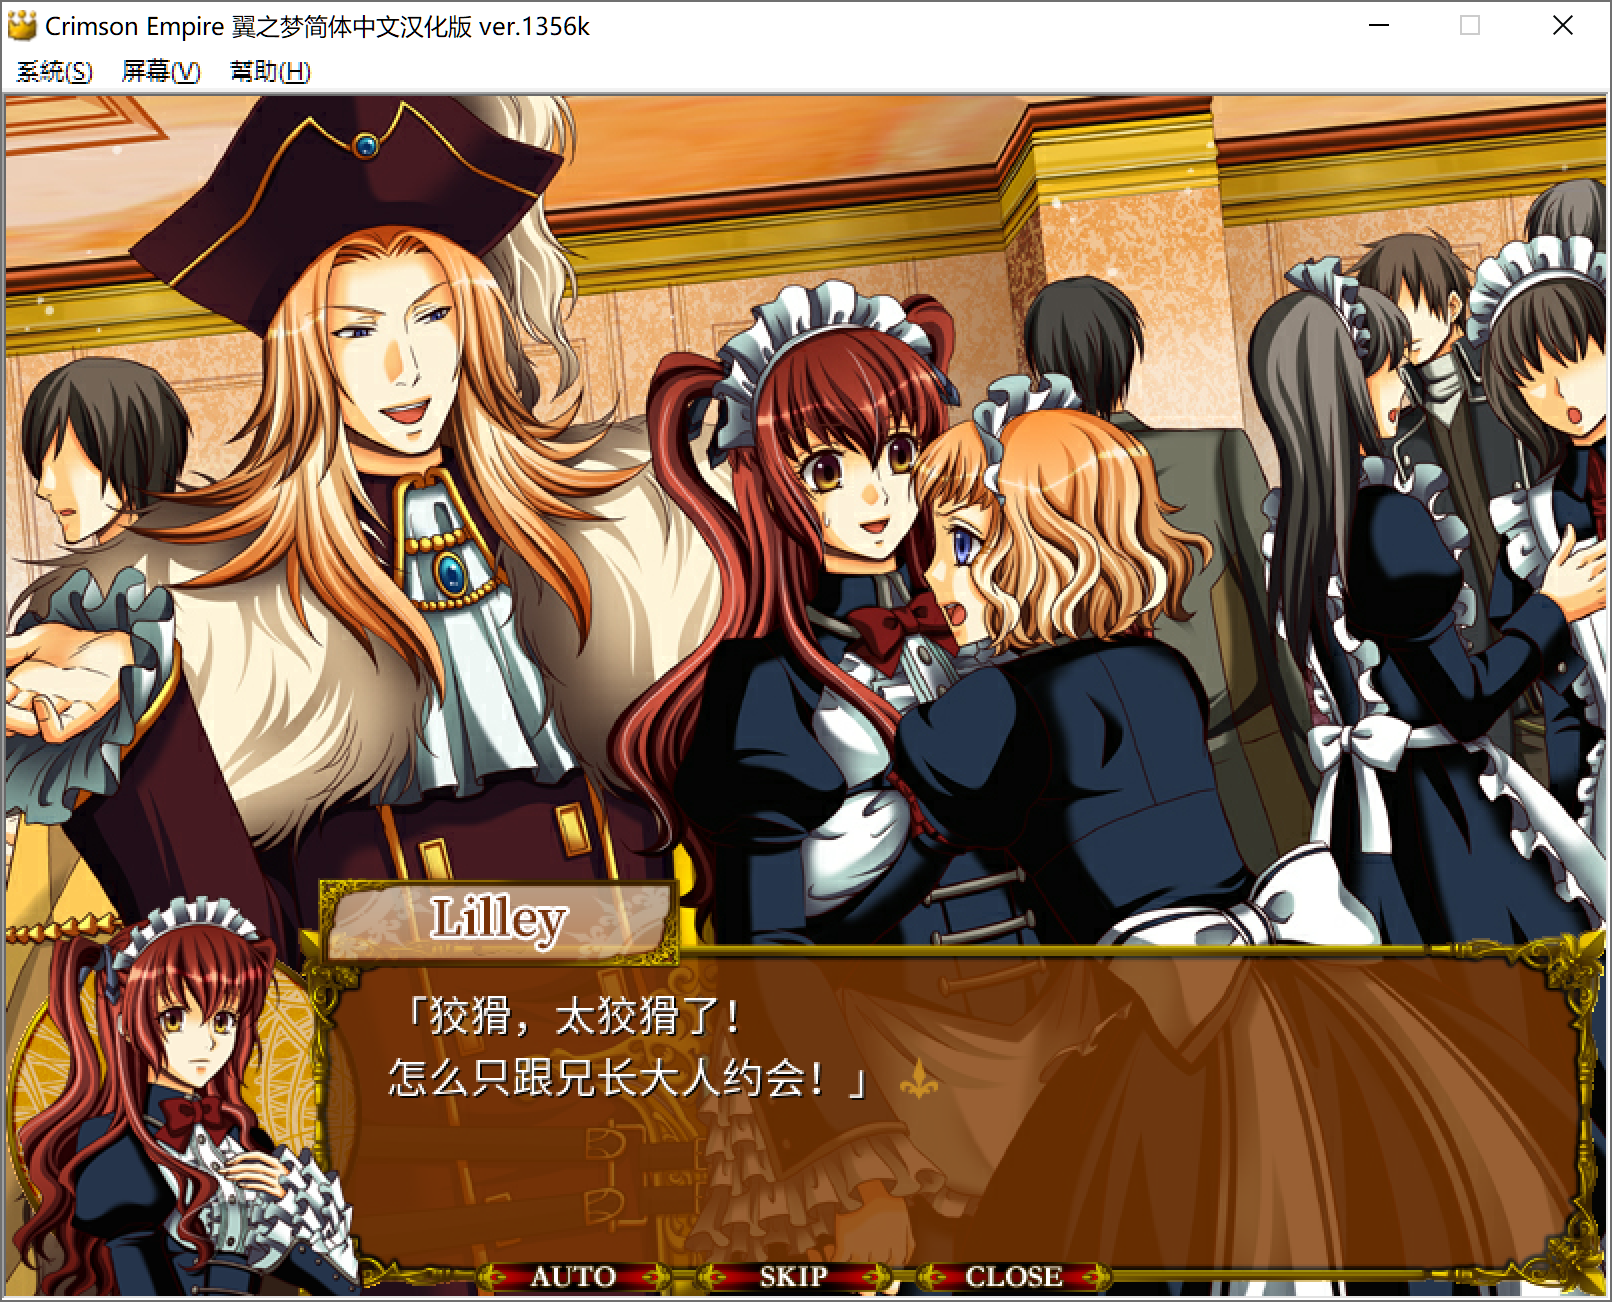 Crimson Empire 翼之梦简体中文汉化版 ver.1356k
系統(S) 屏幕(V) 幫助(H)
Lilley
「狡猾，太狡猾了！
怎么只跟兄长大人约会！」
AUTO SKIP CLOSE